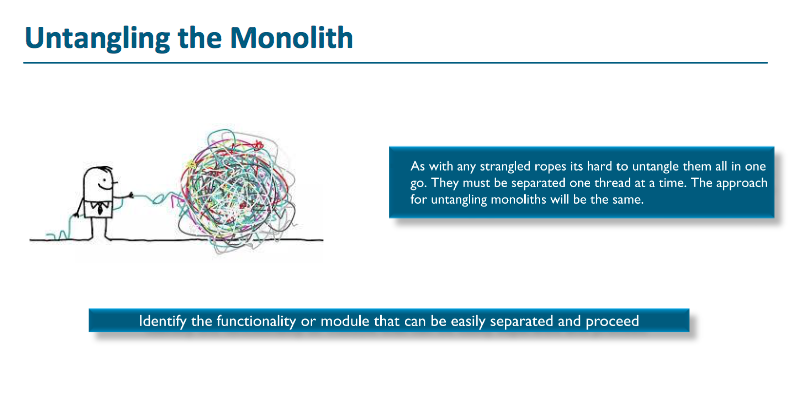 Untangling the Monolith
As with any strangled ropes its hard to untangle them all in one
go. They must be separated one thread at a time. The approach
for untangling monoliths will be the same.
Identify the functionality or module that can be easily separated and proceed